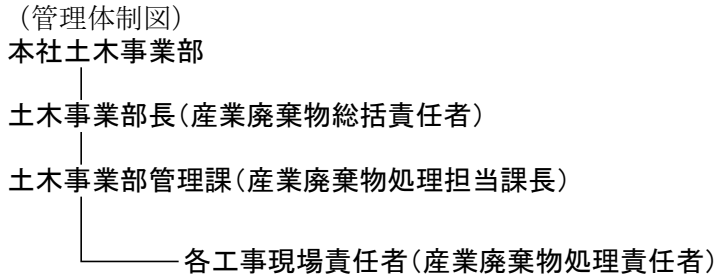 （管理体制図）
本社土木事業部
土木事業部長（産業廃棄物総括責任者）
土木事業部管理課（産業廃棄物処理担当課長）
各工事現場責任者（産業廃棄物処理責任者）